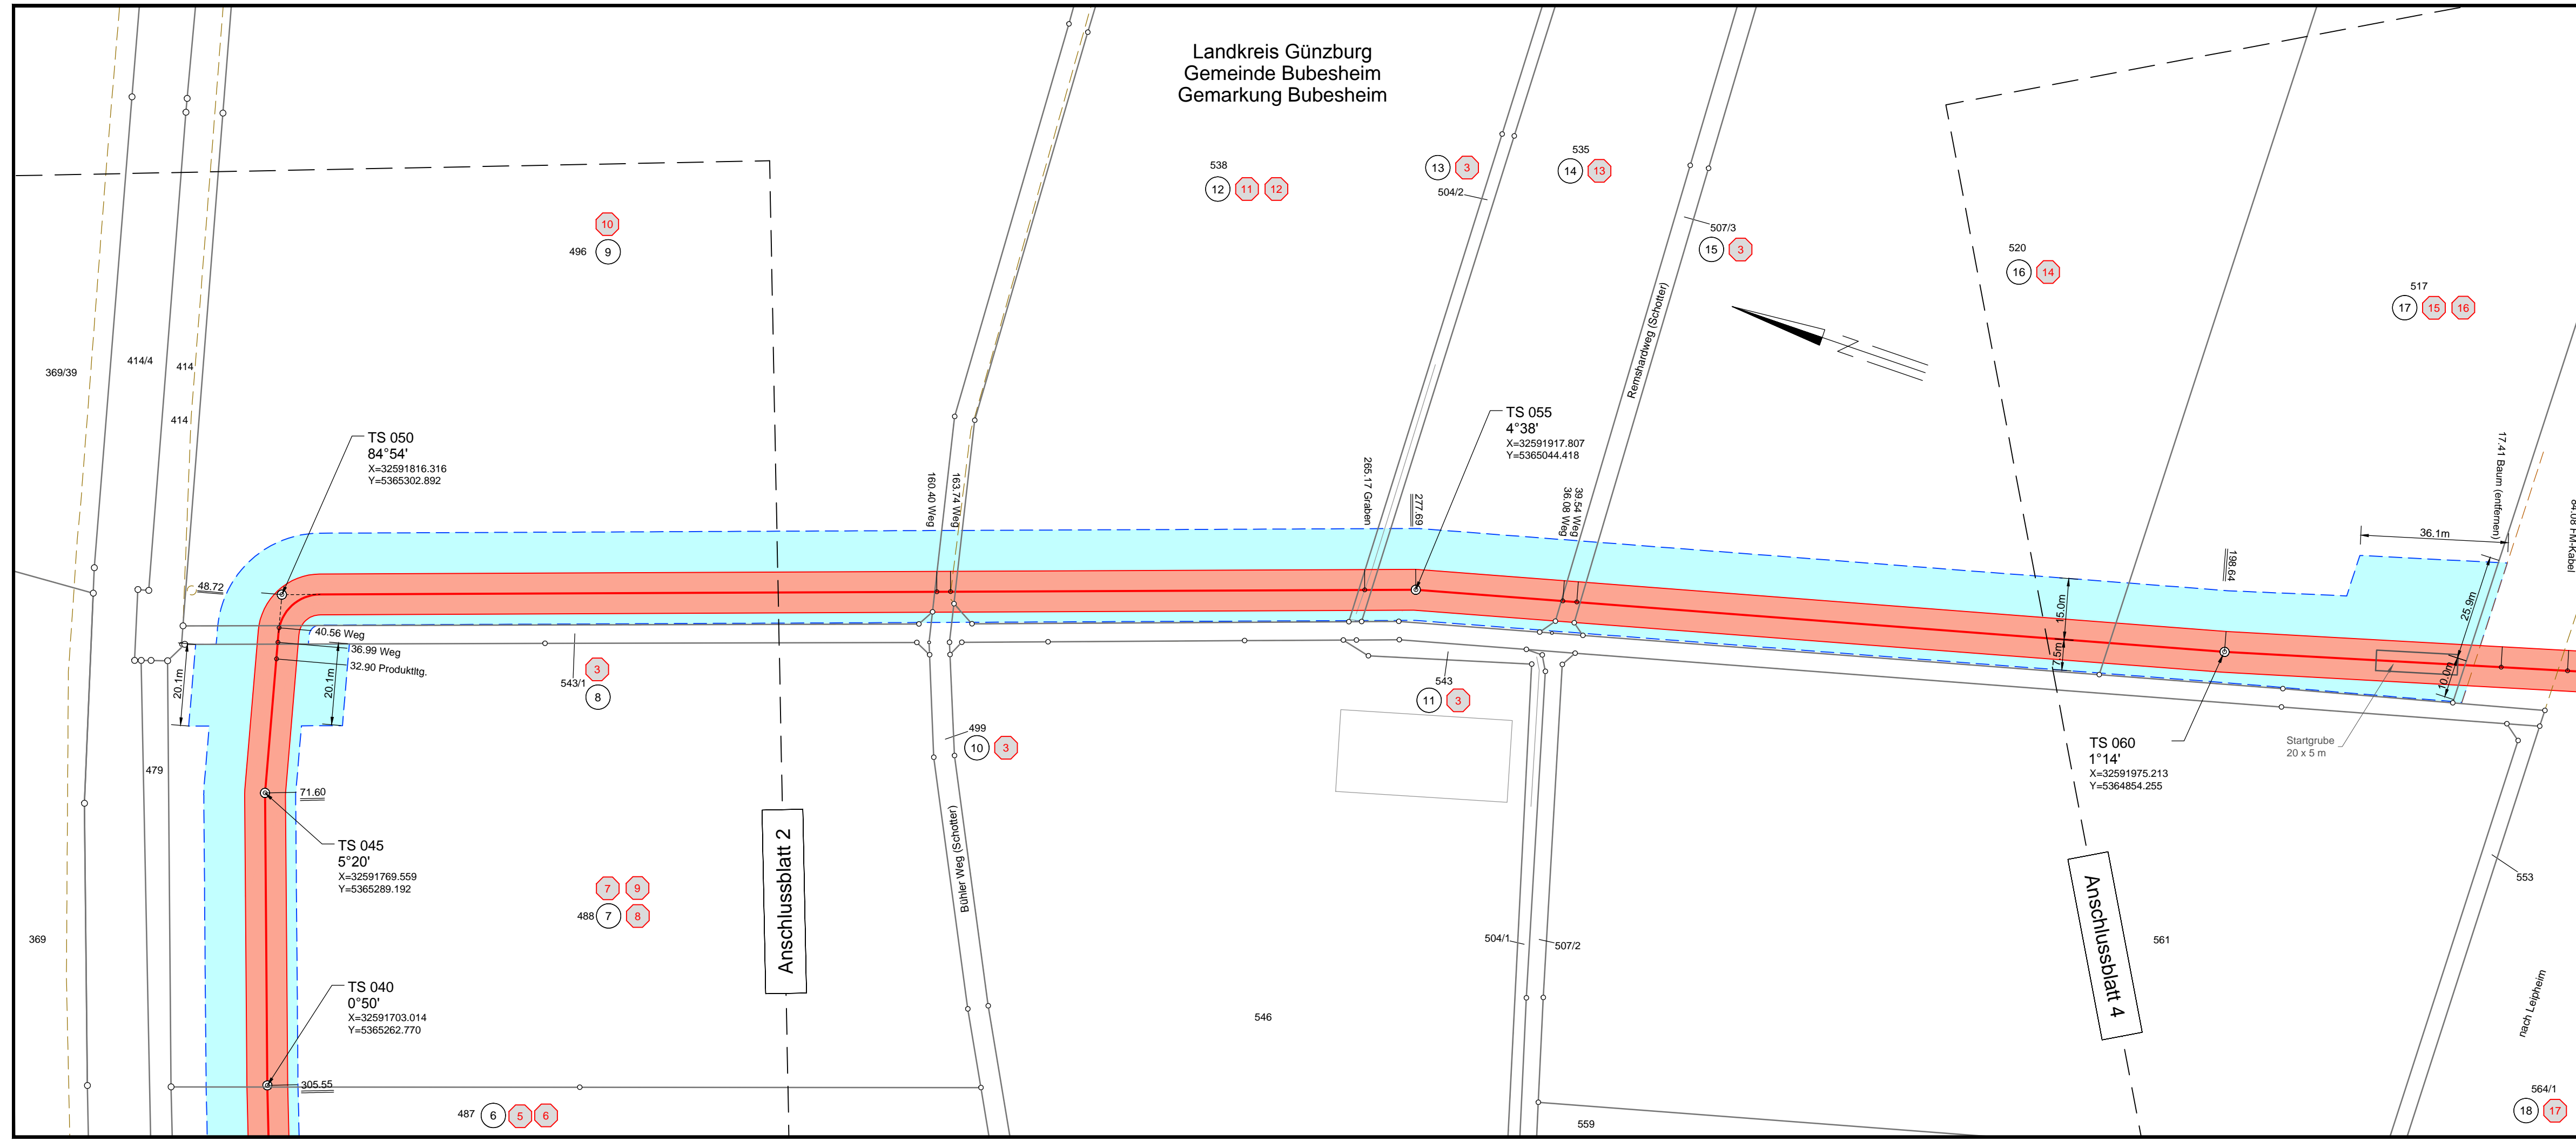 Landkreis Günzburg
Gemeinde Bubesheim
Gemarkung Bubesheim
538
12 11 12
13 3
504/2
535
14 13
507/3
15 3
520
16 14
517
17 15 16
10
496 9
369/39
414/4
414
414
TS 050
84°54'
X=32591816.316
Y=5365302.892
TS 055
4°38'
X=32591917.807
Y=5365044.418
Remshardweg (Schotter)
160.40 Weg
163.74 Weg
265.17 Graben
277.69
36.08 Weg
39.54 Weg
198.64
17.41 Baum (entfernen)
84.08 FM-Kabel
36.1m
25.9m
10.0m
15.0m
7.5m
48.72
40.56 Weg
36.99 Weg
32.90 Produktltg.
20.1m
20.1m
543/1
3
8
543
11 3
499
10 3
479
71.60
TS 045
5°20'
X=32591769.559
Y=5365289.192
TS 060
1°14'
X=32591975.213
Y=5364854.255
Startgrube
20 x 5 m
Anschlussblatt 2
Bühler Weg (Schotter)
Anschlussblatt 4
7 9
488 7 8
369
504/1
507/2
561
553
nach Leipheim
TS 040
0°50'
X=32591703.014
Y=5365262.770
305.55
546
487 6 5 6
559
564/1
18 17